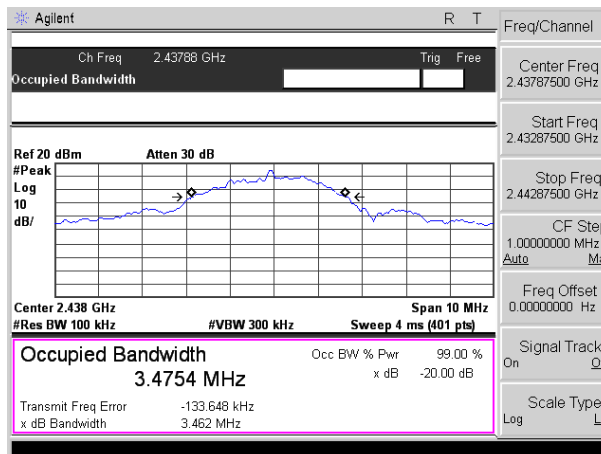 Agilent
R T
Freq/Channel
Ch Freq 2.43788 GHz Trig Free
Occupied Bandwidth
Center Freq
2.43787500 GHz
Start Freq
2.43287500 GHz
Stop Freq
2.44287500 GHz
CF Step
1.00000000 MHz
Auto Ma
Freq Offset
0.00000000 Hz
Signal Track
On O
Scale Type
Log L
Ref 20 dBm Atten 30 dB
#Peak
Log
10
dB/
Center 2.438 GHz Span 10 MHz
#Res BW 100 kHz #VBW 300 kHz Sweep 4 ms (401 pts)
Occupied Bandwidth Occ BW % Pwr 99.00 %
3.4754 MHz x dB -20.00 dB
Transmit Freq Error -133.648 kHz
x dB Bandwidth 3.462 MHz